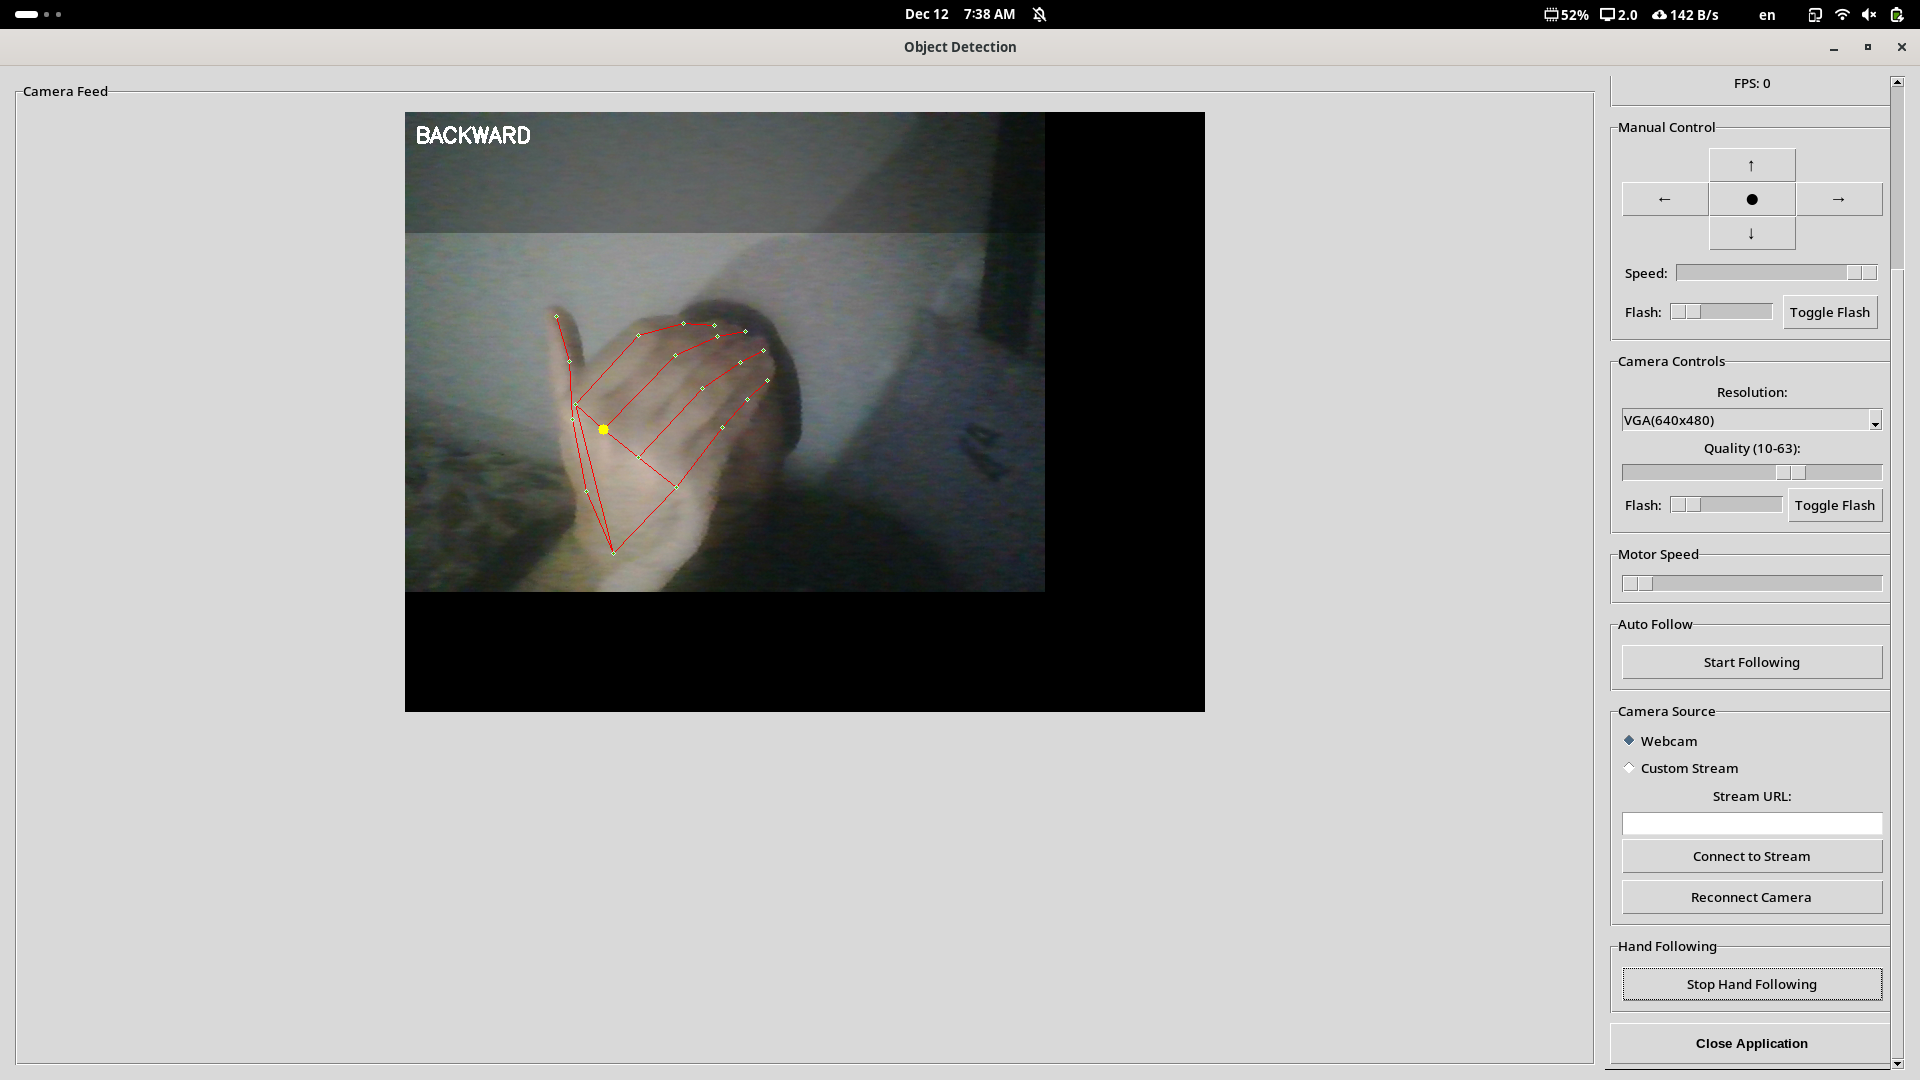 Dec 12 7:38 AM
52% 2.0 142 B/s en
Object Detection
Camera Feed
BACKWARD
FPS: 0
Manual Control
↑
← ● →
↓
Speed:
Flash: Toggle Flash
Camera Controls
Resolution:
VGA(640x480)
Quality (10-63):
Flash: Toggle Flash
Motor Speed
Auto Follow
Start Following
Camera Source
Webcam
Custom Stream
Stream URL:
Connect to Stream
Reconnect Camera
Hand Following
Stop Hand Following
Close Application